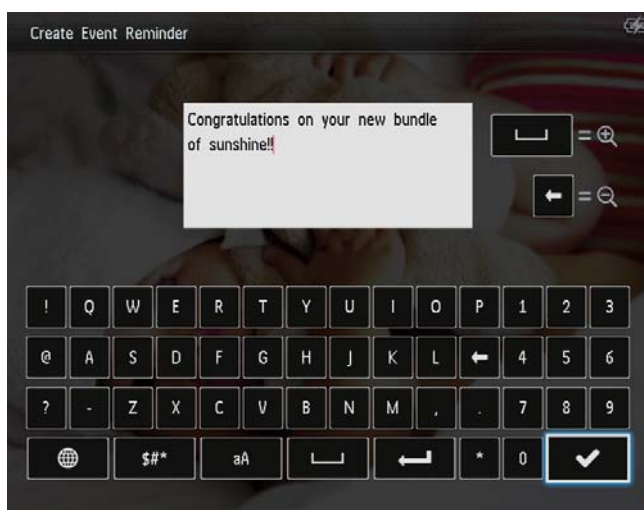 Create Event Reminder
Congratulations on your new bundle
of sunshine!!
=
=
! Q W E R T Y U I O P 1 2 3
@ A S D F G H J K L 4 5 6
? - Z X C V B N M , . 7 8 9
$#* aA * 0